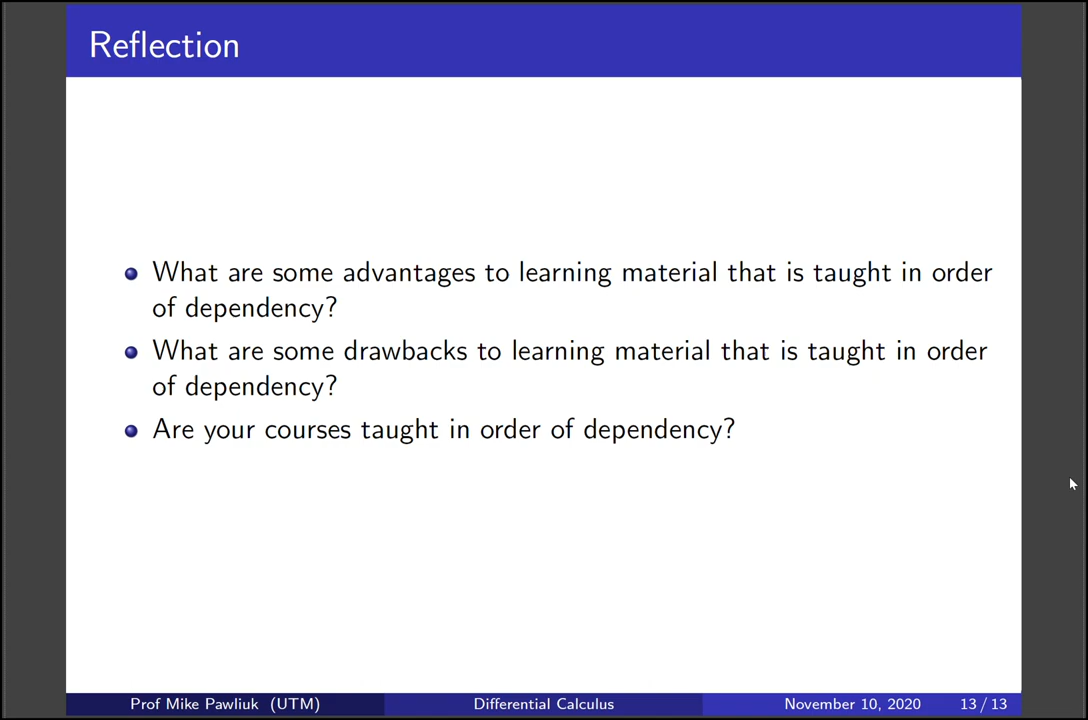 Reflection
What are some advantages to learning material that is taught in order
of dependency?
What are some drawbacks to learning material that is taught in order
of dependency?
Are your courses taught in order of dependency?
Prof Mike Pawliuk (UTM) Differential Calculus November 10, 2020 13 / 13